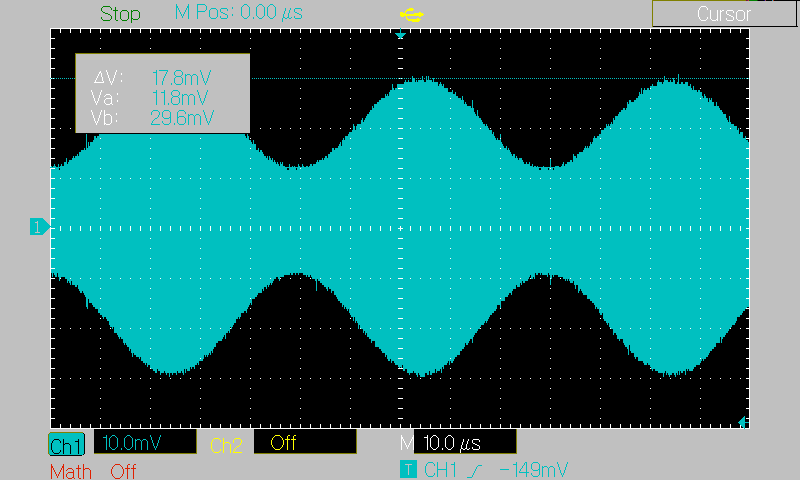 Stop M Pos: 0.00 μs Cursor
ΔV: 17.8mV
Va: 11.8mV
Vb: 29.6mV
1
Ch1 10.0mV Ch2 Off M 10.0 μs
Math Off T CH1 -149mV